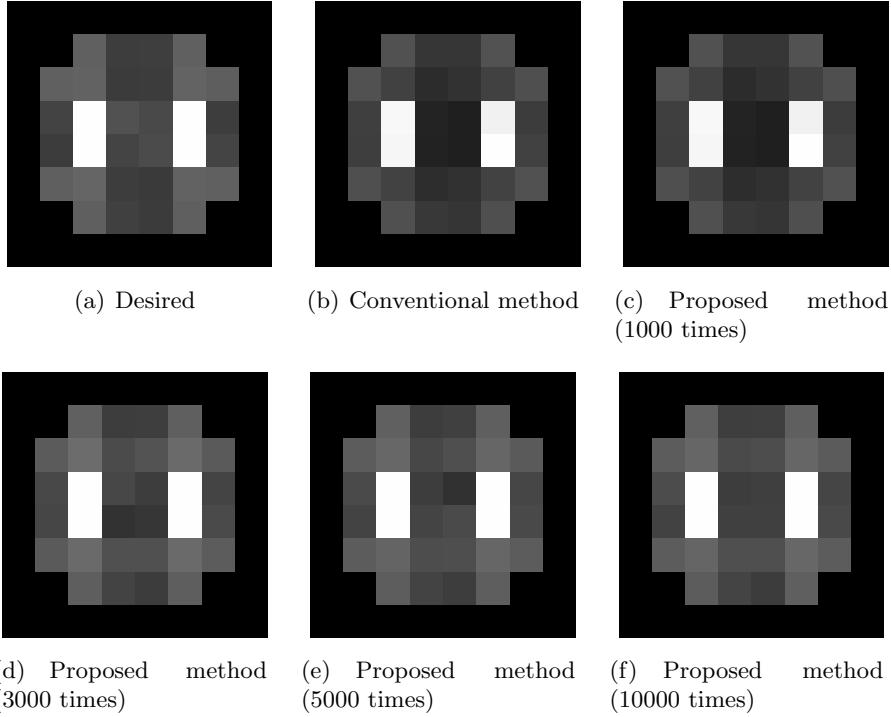 (a) Desired
(b) Conventional method
(c) Proposed method
(1000 times)
(d) Proposed method
(3000 times)
(e) Proposed method
(5000 times)
(f) Proposed method
(10000 times)